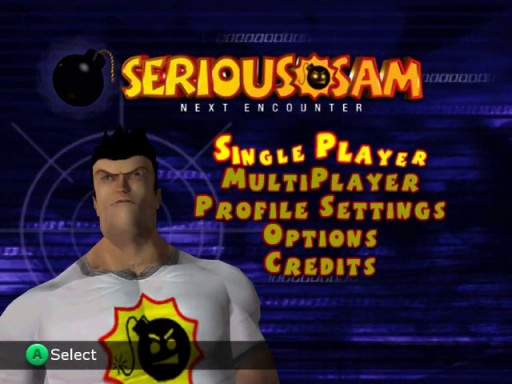 SERIOUS SAM
NEXT ENCOUNTER
SINGLE PLAYER
MULTIPLAYER
PROFILE SETTINGS
OPTIONS
CREDITS
A Select